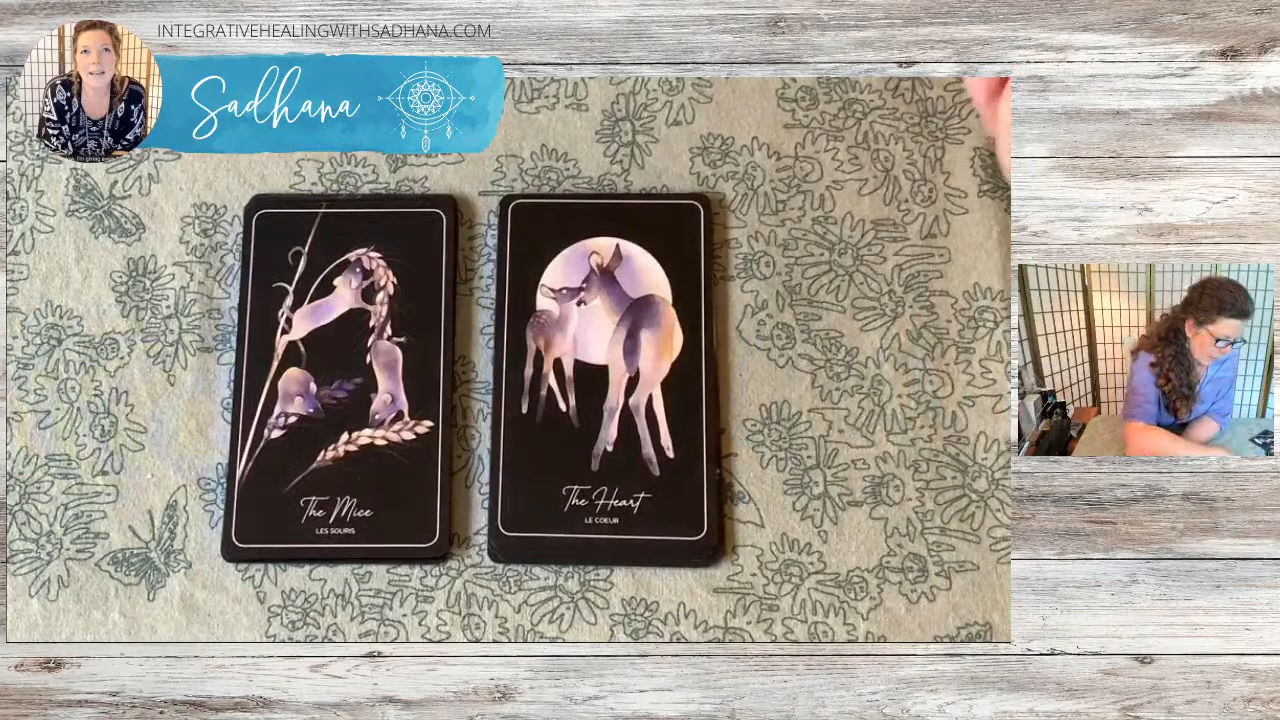 INTEGRATIVEHEALINGWITHSADHANA.COM
Sadhana
The Mice
LES SOURIS
The Heart
LE COEUR